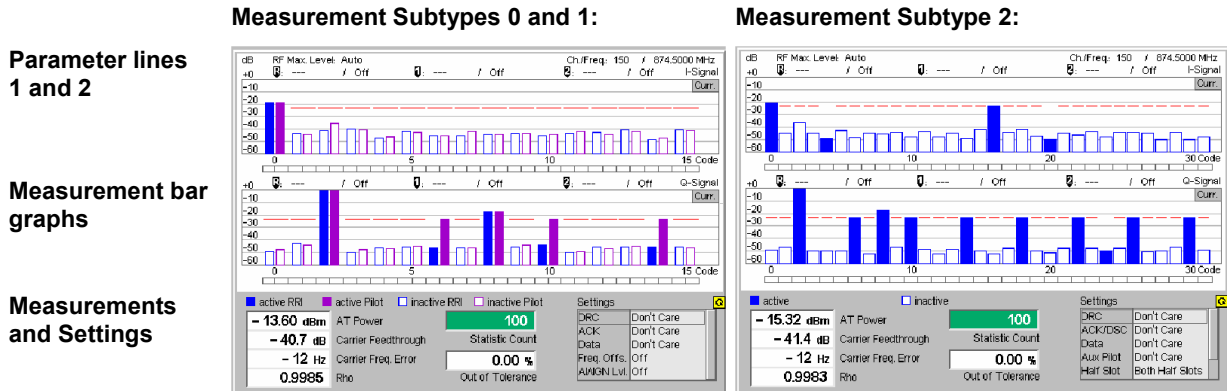 Measurement Subtypes 0 and 1:
Measurement Subtype 2:
Parameter lines
1 and 2
Measurement bar
graphs
Measurements
and Settings
dB RF Max. Level: Auto Ch./Freq.: 150 / 874.5000 MHz
+0 --- / Off --- / Off --- / Off I-Signal
Curr.
-10
-20
-30
-40
-50
-60
0 5 10 15 Code
+0 --- / Off --- / Off --- / Off Q-Signal
Curr.
-10
-20
-30
-40
-50
-60
0 5 10 15 Code
active RRI active Pilot inactive RRI inactive Pilot Settings Q
- 13.60 dBm AT Power 100 Statistic Count
- 40.7 dB Carrier Feedthrough
- 12 Hz Carrier Freq. Error 0.00 % Out of Tolerance
0.9985 Rho
DRC Don't Care
ACK Don't Care
Data Don't Care
Freq. Offs. Off
AWGN Lvl. Off
dB RF Max. Level: Auto Ch./Freq.: 150 / 874.5000 MHz
+0 --- / Off --- / Off --- / Off I-Signal
Curr.
-10
-20
-30
-40
-50
-60
0 10 20 30 Code
+0 --- / Off --- / Off --- / Off Q-Signal
Curr.
-10
-20
-30
-40
-50
-60
0 10 20 30 Code
active inactive Settings Q
- 15.32 dBm AT Power 100 Statistic Count
- 41.4 dB Carrier Feedthrough
- 12 Hz Carrier Freq. Error 0.00 % Out of Tolerance
0.9983 Rho
DRC Don't Care
ACK/DSC Don't Care
Data Don't Care
Aux Pilot Don't Care
Half Slot Both Half Slots